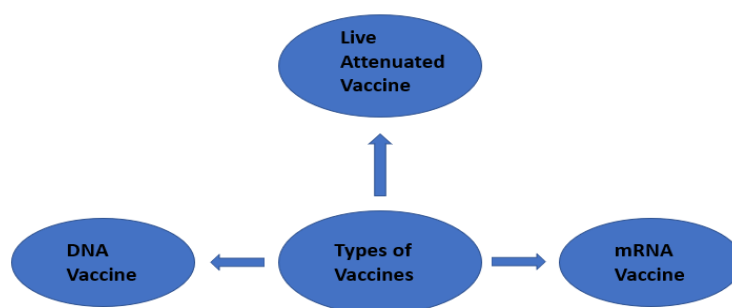 Live
Attenuated
Vaccine
DNA
Vaccine
Types of
Vaccines
mRNA
Vaccine